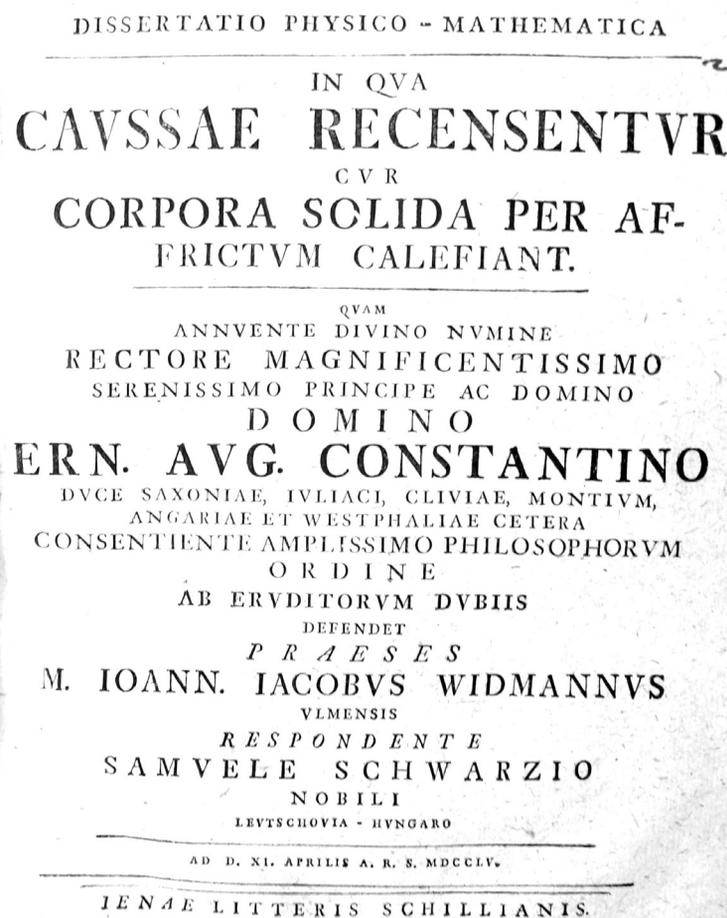 DISSERTATIO PHYSICO - MATHEMATICA
IN QVA
CAVSSAE RECENSENTVR
CVR
CORPORA SOLIDA PER AF-
FRICTVM CALEFIANT.
QVAM
ANNVENTE DIVINO NVMINE
RECTORE MAGNIFICENTISSIMO
SERENISSIMO PRINCIPE AC DOMINO
DOMINO
ERN. AVG. CONSTANTINO
DVCE SAXONIAE, IVLIACI, CLIVIAE, MONTIVM,
ANGARIAE ET WESTPHALIAE CETERA
CONSENTIENTE AMPLISSIMO PHILOSOPHORVM
ORDINE
AB ERVDITORVM DVBIIS
DEFENDET
PRAESES
M. IOANN. IACOBVS WIDMANNVS
VLMENSIS
RESPONDENTE
SAMVELE SCHWARZIO
NOBILI
LEVTSCHOVIA - HVNGARO
AD D. XI. APRILIS A. R. S. MDCCLV.
IENAE LITTERIS SCHILLIANIS.